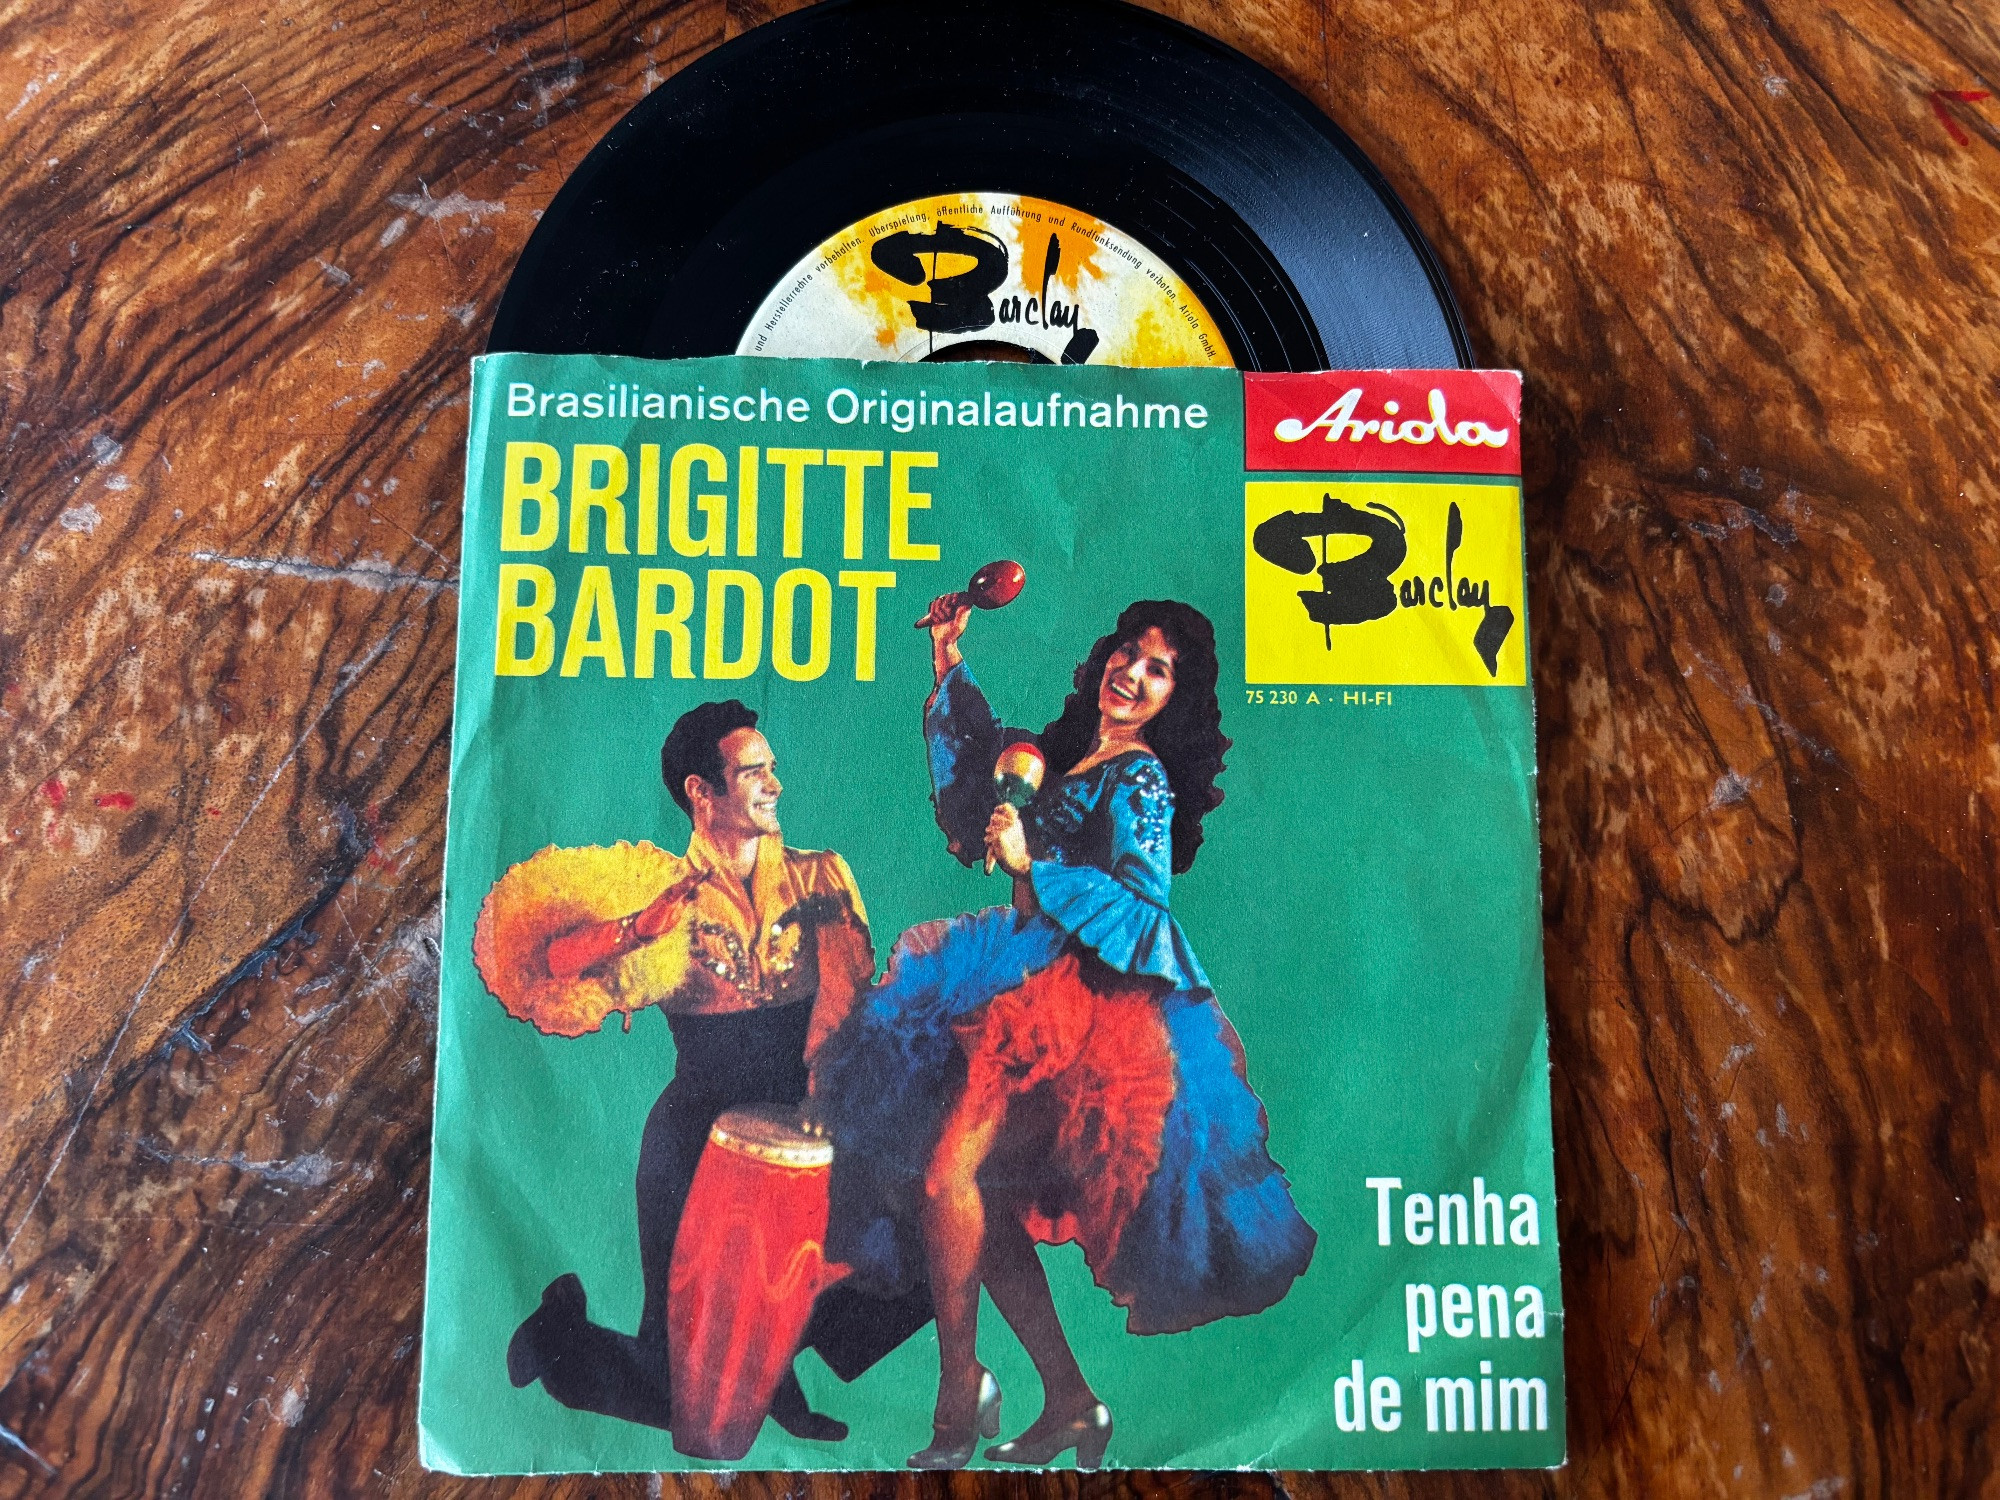 und Herstellerrechte vorbehalten. Überspielung, öffentliche Aufführung und Rundfunksendung verboten. Ariola GmbH.
Barclay
Brasilianische Originalaufnahme
Ariola
BRIGITTE
BARDOT
Barclay
75 230 A · HI-FI
Tenha
pena
de mim